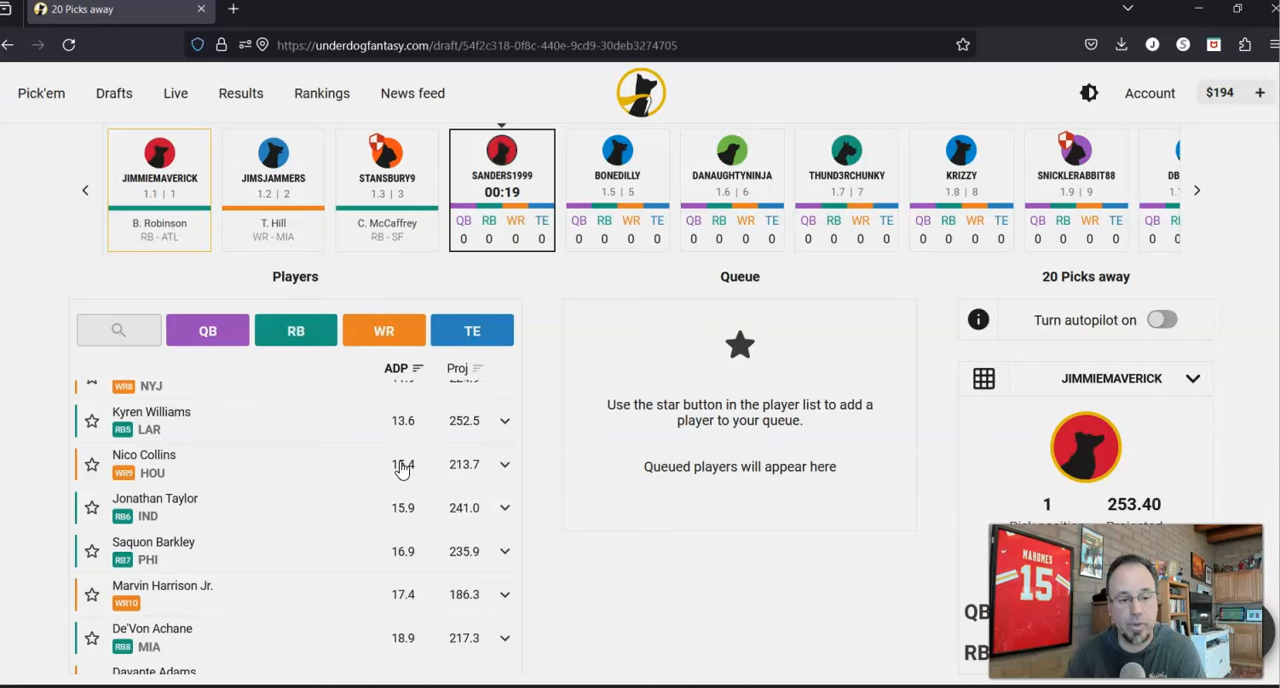 20 Picks away
https://underdogfantasy.com/draft/54f2c318-0f8c-440e-9cd9-30deb3274705
Pick'em Drafts Live Results Rankings News feed Account $194 +
JIMMIEMAVERICK JIMSJAMMERS STANSBURY9 SANDERS1999 BONEDILLY DANAUGHTYNINJA THUND3RCHUNKY KRIZZY SNICKLERABBIT88
1.1 | 1 1.2 | 2 1.3 | 3 00:19 1.5 | 5 1.6 | 6 1.7 | 7 1.8 | 8 1.9 | 9
B. Robinson T. Hill C. McCaffrey QB RB WR TE QB RB WR TE QB RB WR TE QB RB WR TE QB RB WR TE QB RB WR TE
RB - ATL WR - MIA RB - SF 0 0 0 0 0 0 0 0 0 0 0 0 0 0 0 0 0 0 0 0 0 0 0 0
Players Queue 20 Picks away
QB RB WR TE
Turn autopilot on
ADP Proj
JIMMIEMAVERICK
WR8 NYJ
Kyren Williams
RB5 LAR
13.6 252.5
Nico Collins
WR9 HOU
213.7
Jonathan Taylor
RB6 IND
15.9 241.0
Saquon Barkley
RB7 PHI
16.9 235.9
Marvin Harrison Jr.
WR10
17.4 186.3
De'Von Achane
RB8 MIA
18.9 217.3
Davante Adams
Use the star button in the player list to add a
player to your queue.
Queued players will appear here
1 253.40
QB
RB
MAHOMES
15